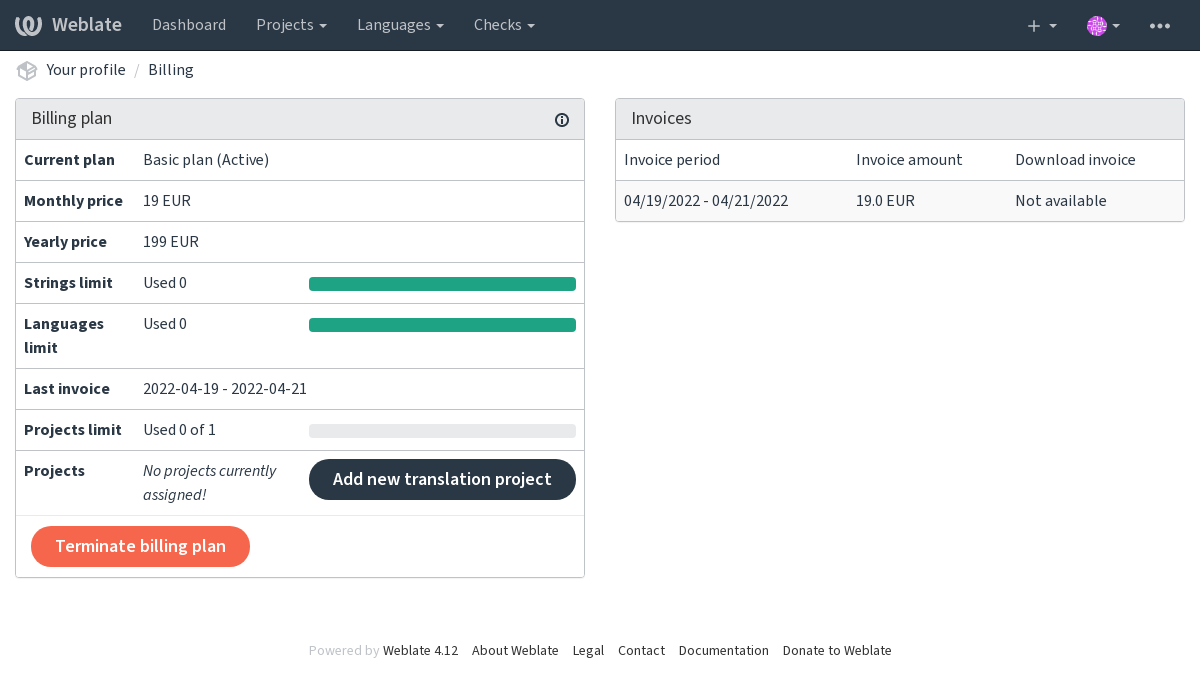 Weblate Dashboard Projects Languages Checks
Your profile / Billing
Billing plan
Current plan Basic plan (Active)
Monthly price 19 EUR
Yearly price 199 EUR
Strings limit Used 0
Languages limit Used 0
Last invoice 2022-04-19 - 2022-04-21
Projects limit Used 0 of 1
Projects No projects currently assigned! Add new translation project
Terminate billing plan
Invoices
Invoice period Invoice amount Download invoice
04/19/2022 - 04/21/2022 19.0 EUR Not available
Powered by Weblate 4.12 About Weblate Legal Contact Documentation Donate to Weblate